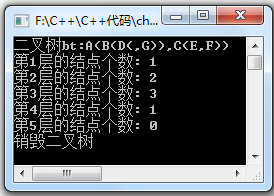 F:\C++\C++代码\ch
二叉树bt:A(B(D(,G)),C(E,F))
第1层的结点个数: 1
第2层的结点个数: 2
第3层的结点个数: 3
第4层的结点个数: 1
第5层的结点个数: 0
销毁二叉树